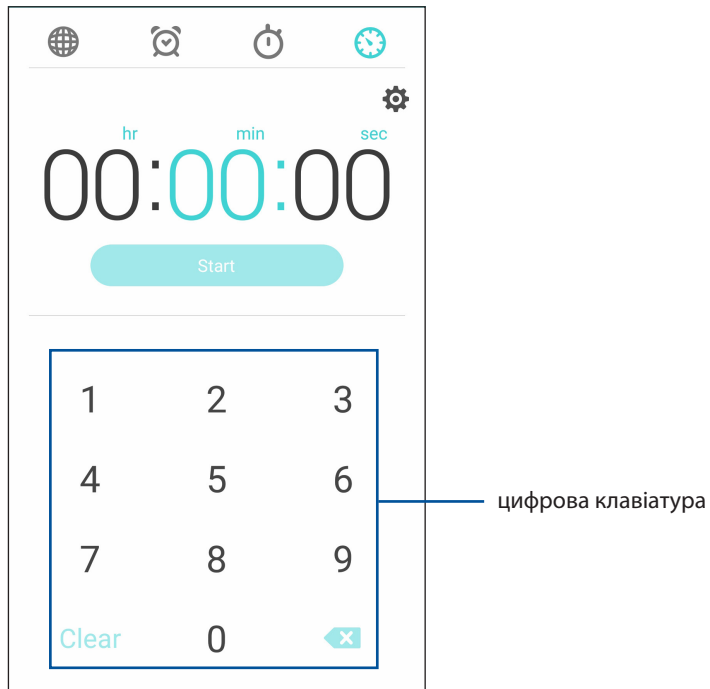 hr min sec
00:00:00
Start
1 2 3
4 5 6
цифрова клавіатура
7 8 9
Clear 0